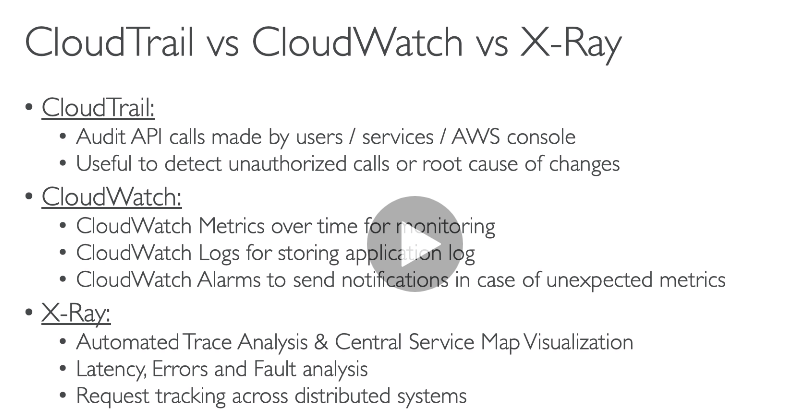 CloudTrail vs CloudWatch vs X-Ray
• CloudTrail:
• Audit API calls made by users / services / AWS console
• Useful to detect unauthorized calls or root cause of changes
• CloudWatch:
• CloudWatch Metrics over time for monitoring
• CloudWatch Logs for storing application log
• CloudWatch Alarms to send notifications in case of unexpected metrics
• X-Ray:
• Automated Trace Analysis & Central Service Map Visualization
• Latency, Errors and Fault analysis
• Request tracking across distributed systems